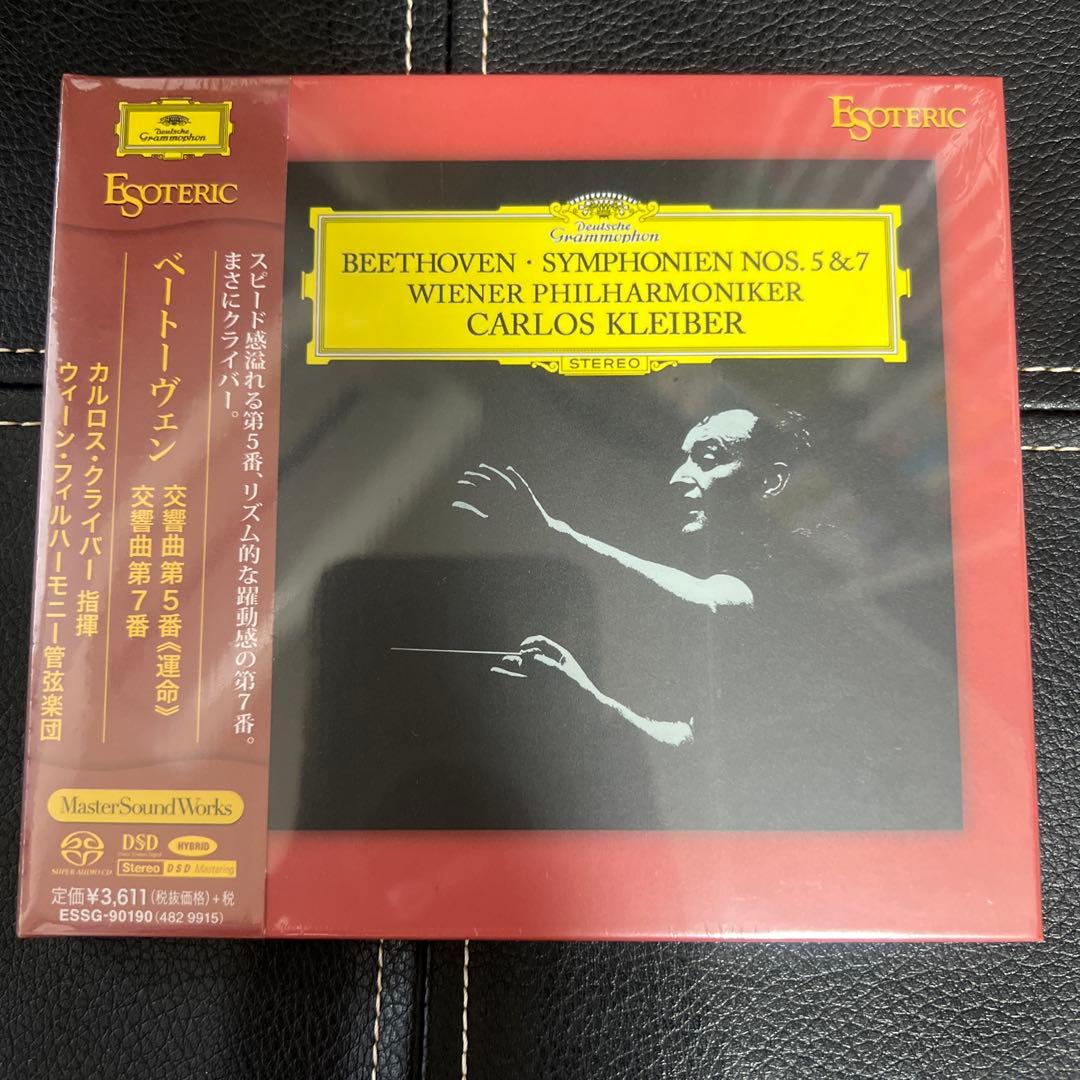 Deutsche
Grammophon
ESOTERIC
スピード感溢れる第5番、リズム的な躍動感の第7番。
まさにクライバー。
ベートーヴェン
交響曲第5番《運命》
交響曲第7番
カルロス・クライバー 指揮
ウィーン・フィルハーモニー管弦楽団
MasterSoundWorks
SUPER AUDIO CD
DSD
HYBRID
Stereo DSD Mastering
定価¥3,611(税抜価格)+税
ESSG-90190(482 9915)
ESOTERIC
Deutsche
Grammophon
BEETHOVEN · SYMPHONIEN NOS. 5 & 7
WIENER PHILHARMONIKER
CARLOS KLEIBER
STEREO